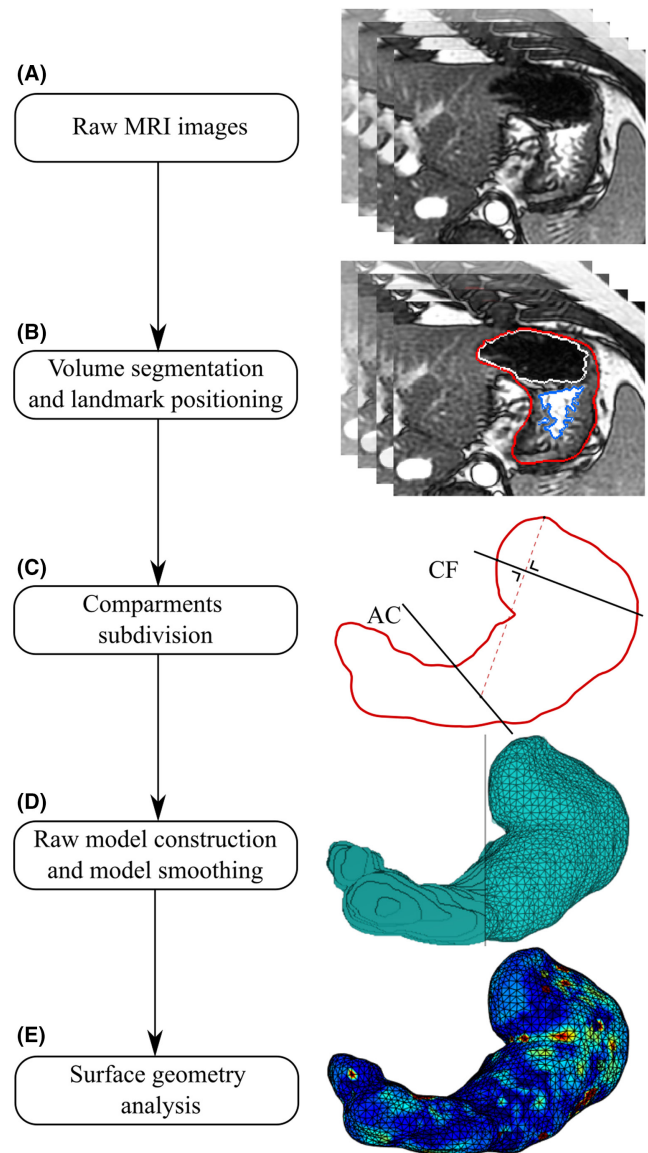 (A)
Raw MRI images
(B)
Volume segmentation
and landmark positioning
(C)
Comparments
subdivision
CF
AC
(D)
Raw model construction
and model smoothing
(E)
Surface geometry
analysis